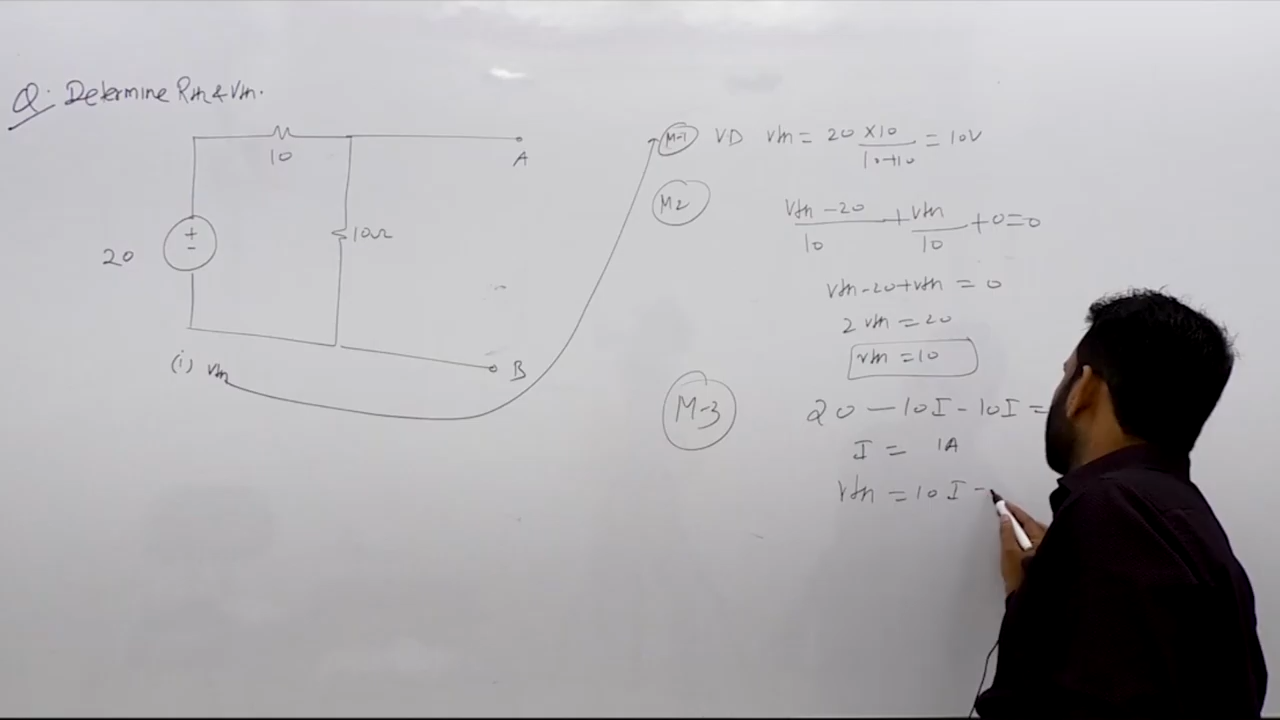 Q. Determine Rth & Vth.
10
A
20
+
-
10Ω
B
(i) Vth
M-1 VD Vth = 20 × 10 / 10+10 = 10V
M2
Vth - 20 / 10 + Vth / 10 + 0 = 0
Vth - 20 + Vth = 0
2 Vth = 20
Vth = 10
M-3
20 - 10I - 10I =
I = 1A
Vth = 10 I -